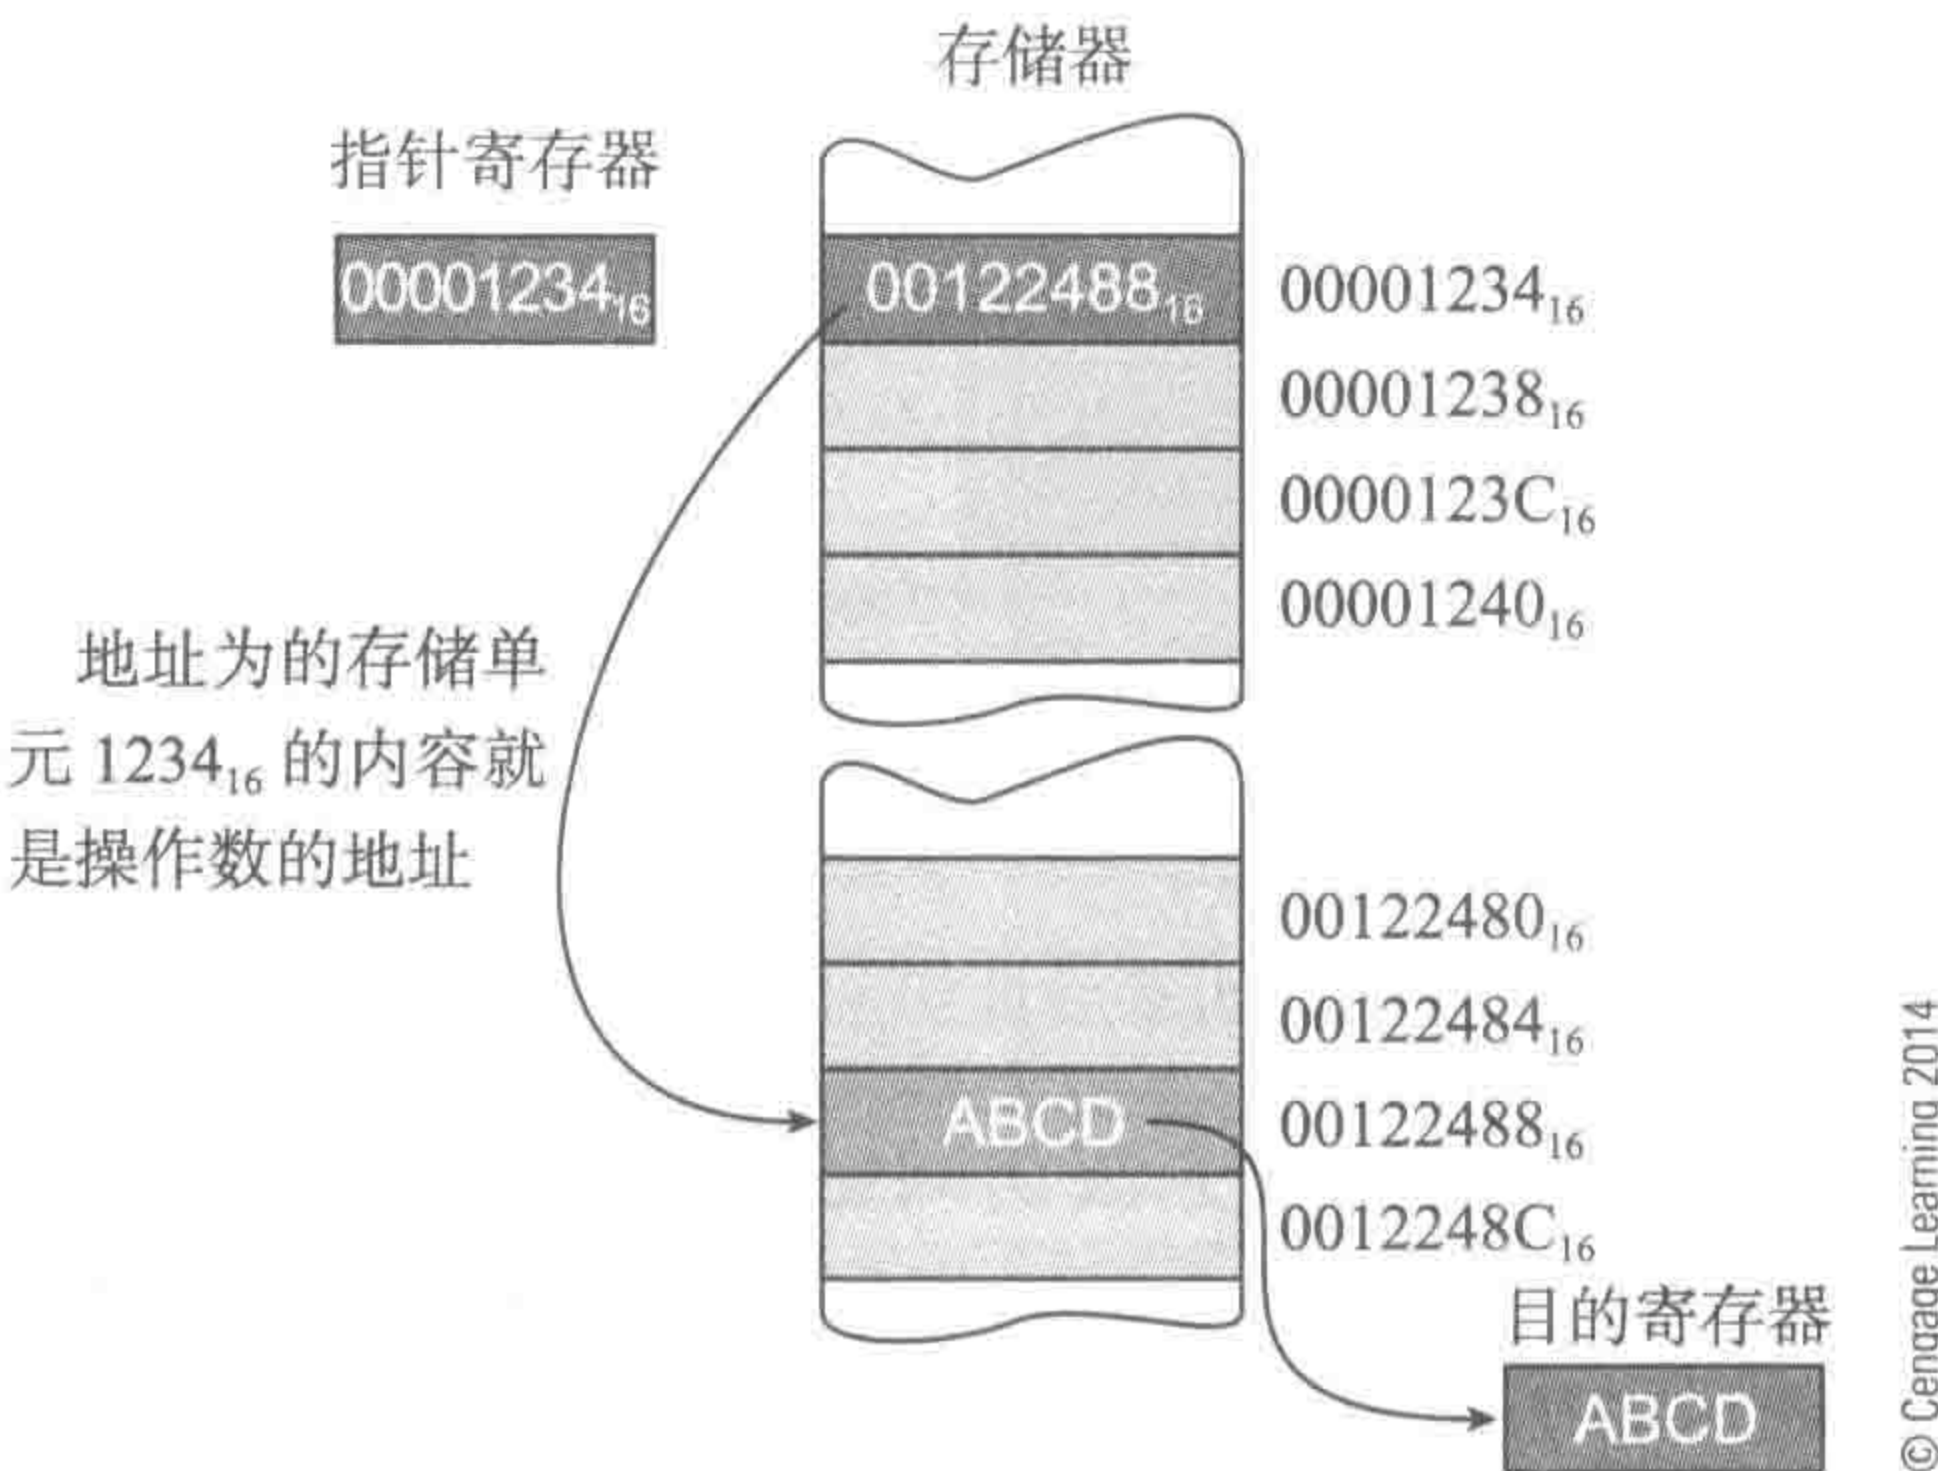 存储器
指针寄存器
00001234₁₆
00122488₁₆
00001234₁₆
00001238₁₆
0000123C₁₆
00001240₁₆
地址为的存储单
元 1234₁₆ 的内容就
是操作数的地址
00122480₁₆
00122484₁₆
ABCD
00122488₁₆
0012248C₁₆
目的寄存器
ABCD
© Cengage Learning 2014